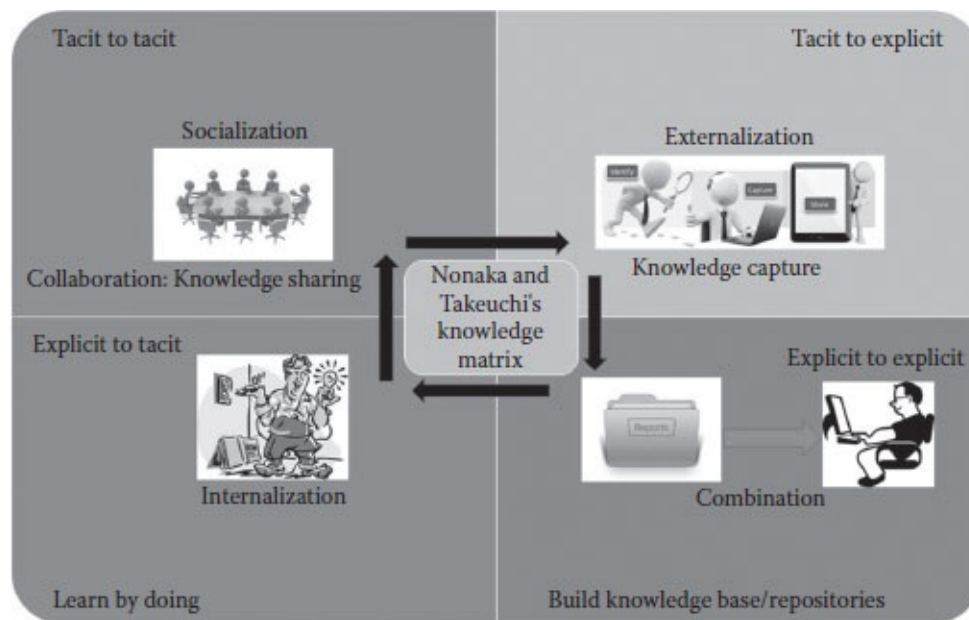 Tacit to tacit
Tacit to explicit
Socialization
Externalization
Identify
Capture
Share
Collaboration: Knowledge sharing
Knowledge capture
Nonaka and
Takeuchi's
knowledge
matrix
Explicit to tacit
Explicit to explicit
Reports
Internalization
Combination
Learn by doing
Build knowledge base/repositories